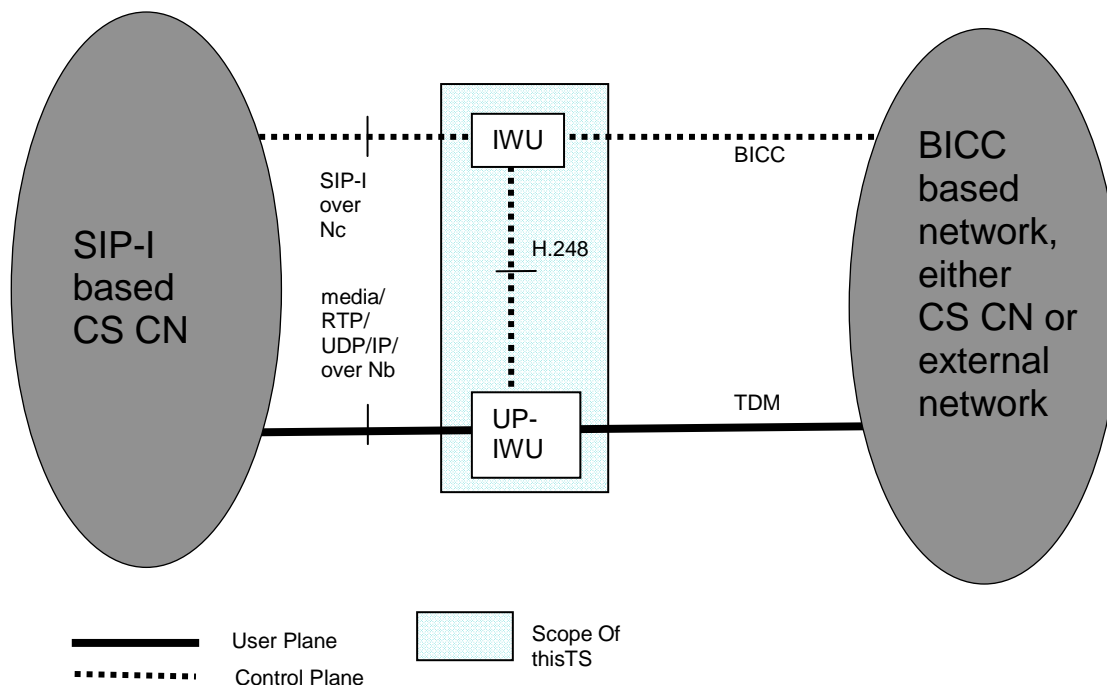 SIP-I
based
CS CN
SIP-I
over
Nc
media/
RTP/
UDP/IP/
over Nb
IWU
H.248
UP-
IWU
BICC
TDM
BICC
based
network,
either
CS CN or
external
network
User Plane
Control Plane
Scope Of
thisTS